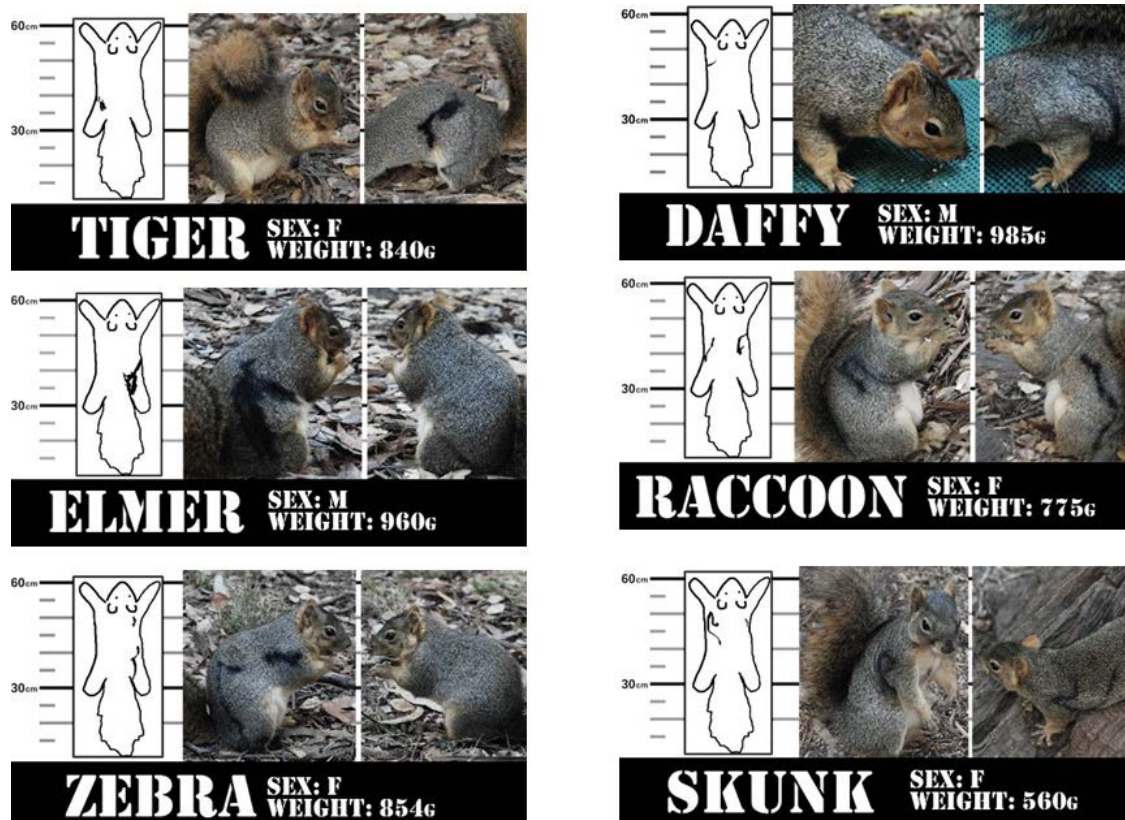 60cm
30cm
TIGER
SEX: F
WEIGHT: 840G
60cm
30cm
DAFFY
SEX: M
WEIGHT: 985G
60cm
30cm
ELMER
SEX: M
WEIGHT: 960G
60cm
30cm
RACCOON
SEX: F
WEIGHT: 775G
60cm
30cm
ZEBRA
SEX: F
WEIGHT: 854G
60cm
30cm
SKUNK
SEX: F
WEIGHT: 560G